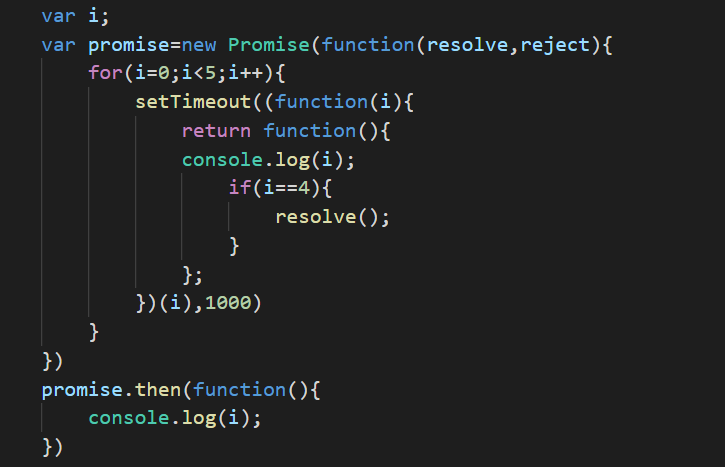 var i;
var promise=new Promise(function(resolve,reject){
    for(i=0;i<5;i++){
        setTimeout((function(i){
            return function(){
            console.log(i);
                if(i==4){
                    resolve();
                }
            };
        })(i),1000)
    }
})
promise.then(function(){
    console.log(i);
})